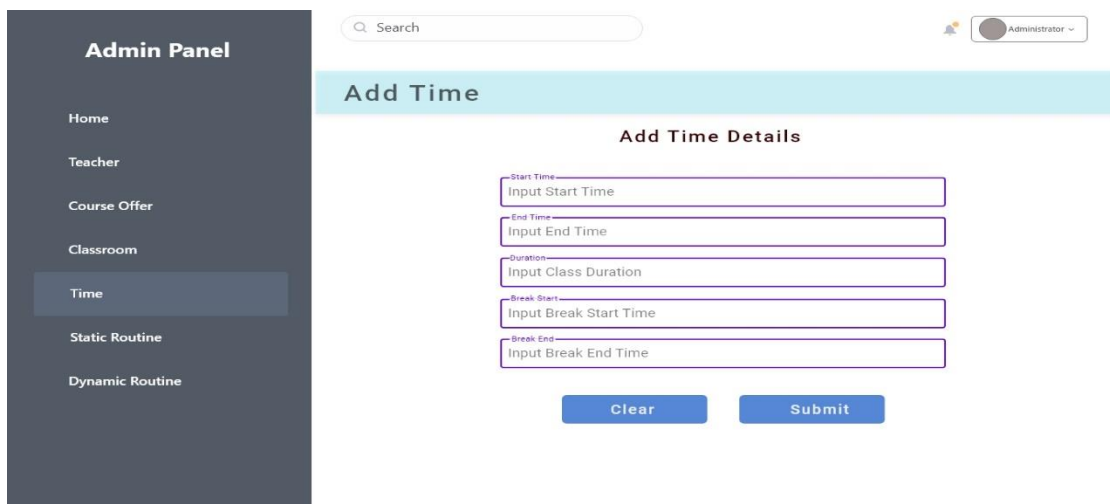 Admin Panel
Home
Teacher
Course Offer
Classroom
Time
Static Routine
Dynamic Routine
Search
Administrator
Add Time
Add Time Details
Start Time
Input Start Time
End Time
Input End Time
Duration
Input Class Duration
Break Start
Input Break Start Time
Break End
Input Break End Time
Clear
Submit